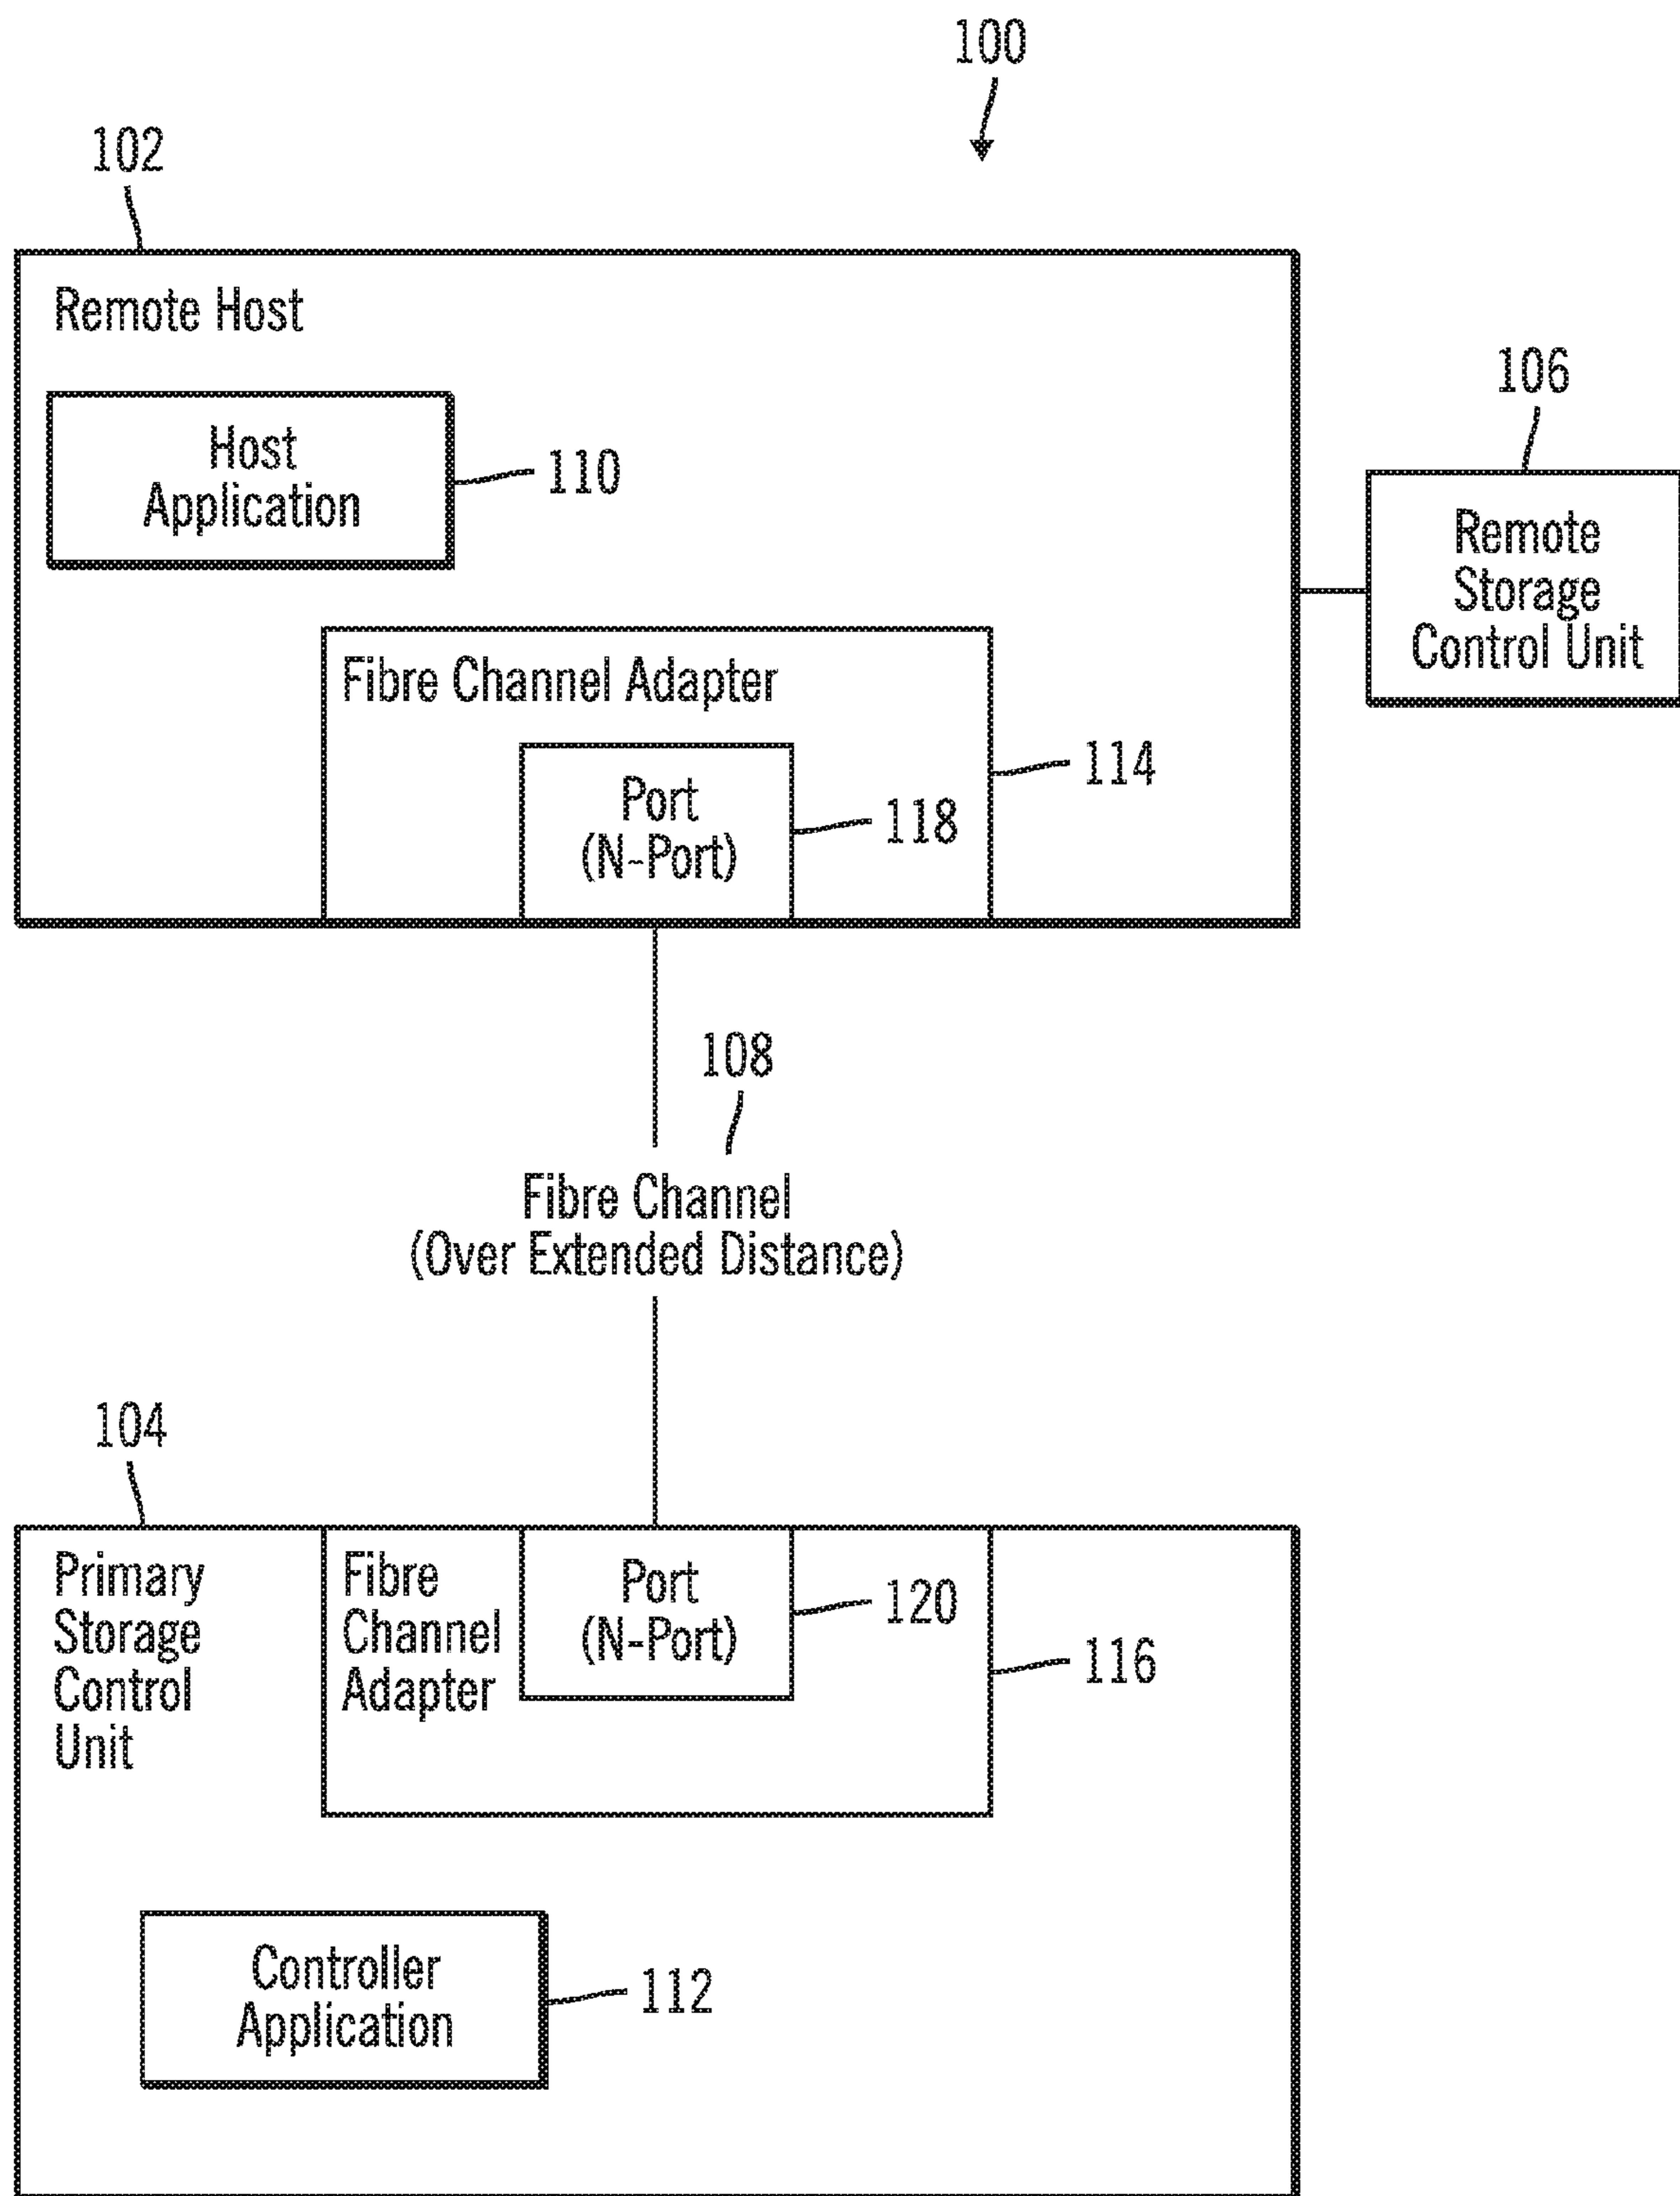 100
102
Remote Host
106
Host
Application
110
Remote
Storage
Control Unit
Fibre Channel Adapter
114
Port
(N-Port)
118
108
Fibre Channel
(Over Extended Distance)
104
Primary
Storage
Control
Unit
Fibre
Channel
Adapter
Port
(N-Port)
120
116
Controller
Application
112